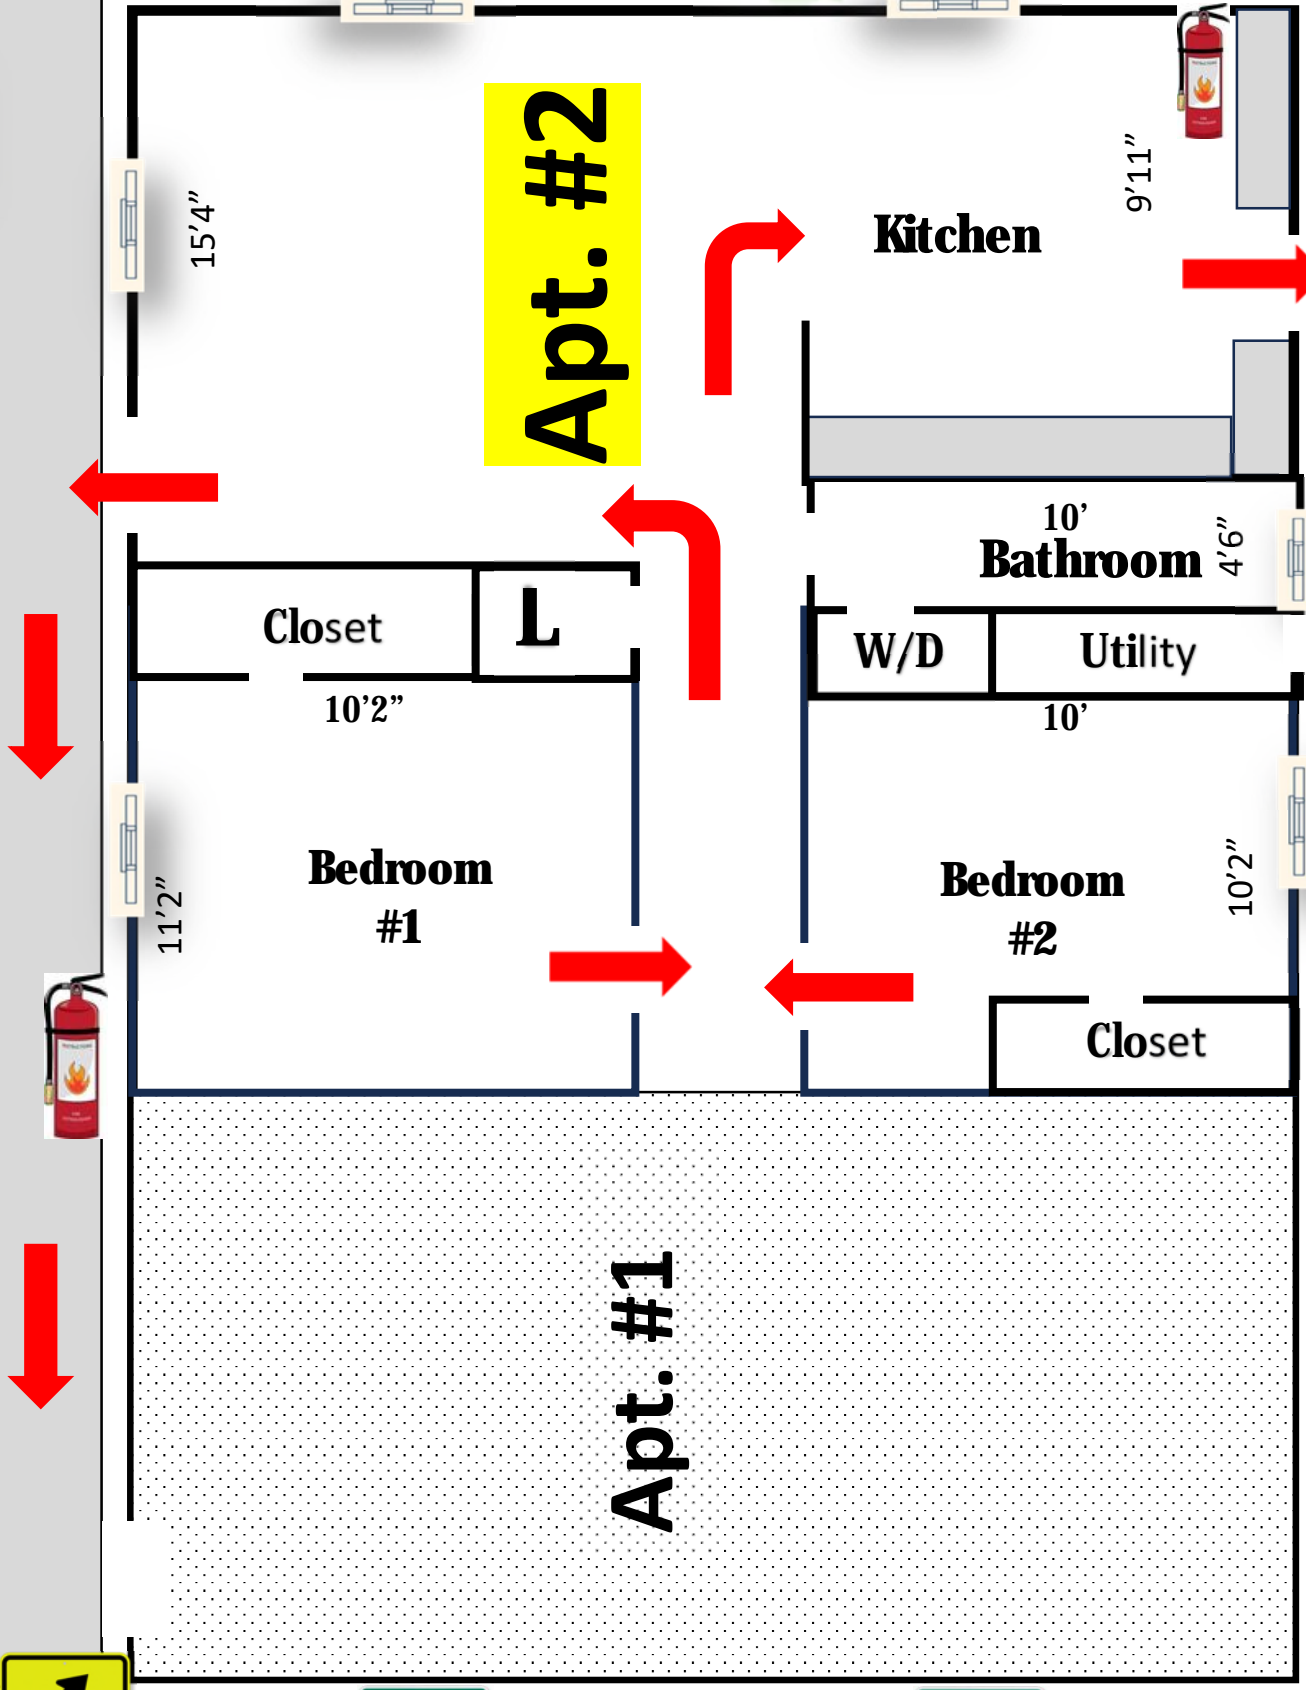 Apt. #2
15’4”
9’11”
Kitchen
10’
Bathroom
4’6”
Closet
L
W/D
Utility
10’2”
10’
Bedroom
#1
11’2”
Bedroom
#2
10’2”
Closet
Apt. #1